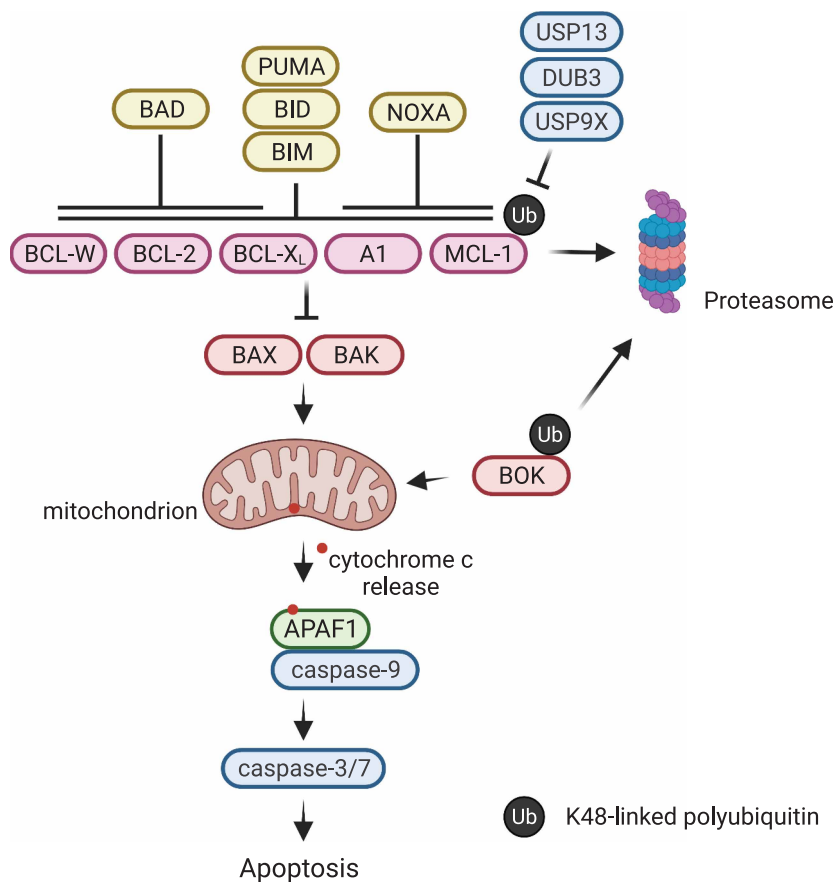 USP13
DUB3
USP9X
PUMA
BID
BIM
BAD
NOXA
Ub
BCL-W
BCL-2
BCL-XL
A1
MCL-1
Proteasome
BAX
BAK
Ub
BOK
mitochondrion
cytochrome c
release
APAF1
caspase-9
caspase-3/7
Apoptosis
Ub
K48-linked polyubiquitin